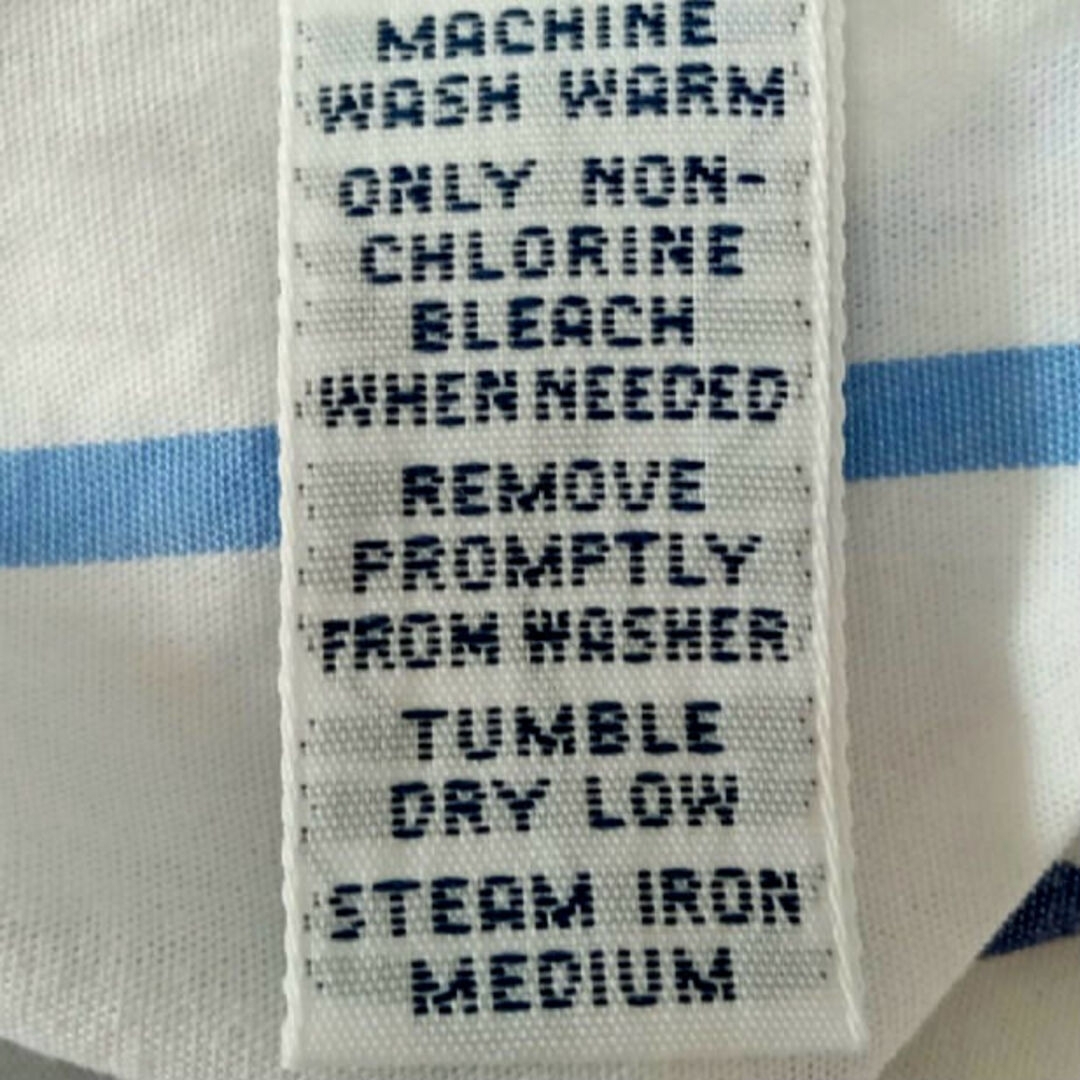 MACHINE
WASH WARM
ONLY NON-
CHLORINE
BLEACH
WHEN NEEDED
REMOVE
PROMPTLY
FROM WASHER
TUMBLE
DRY LOW
STEAM IRON
MEDIUM